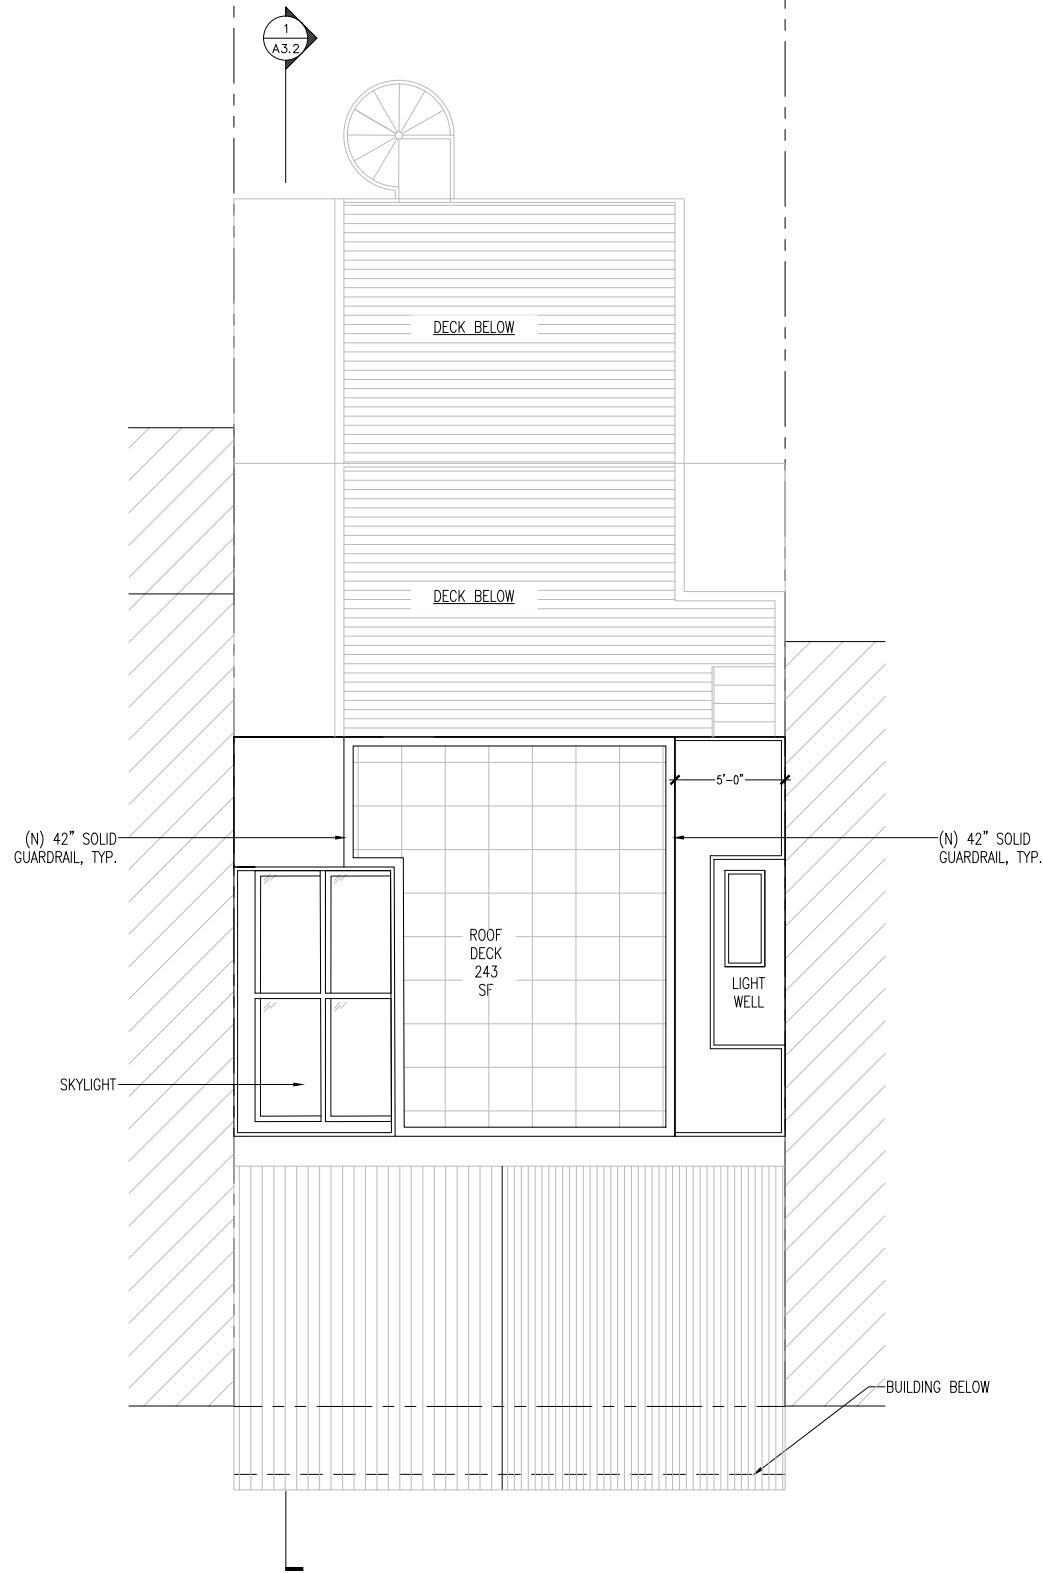 1
A3.2
DECK BELOW
DECK BELOW
5'-0"
(N) 42" SOLID
GUARDRAIL, TYP.
(N) 42" SOLID
GUARDRAIL, TYP.
ROOF
DECK
243
SF
LIGHT
WELL
SKYLIGHT
BUILDING BELOW